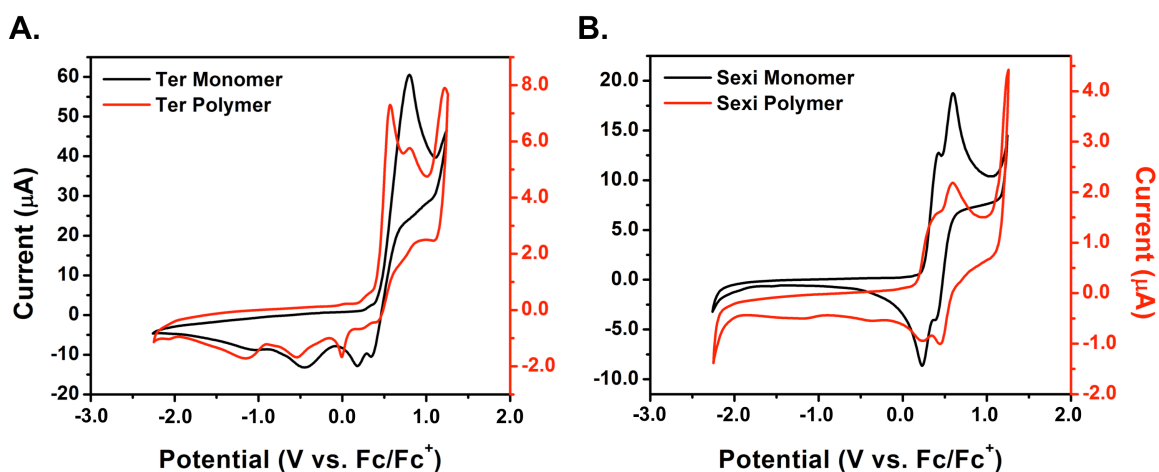 A.
Ter Monomer
Ter Polymer
Current (µA)
60
50
40
30
20
10
0
-10
-20
8.0
6.0
4.0
2.0
0.0
-2.0
-3.0 -2.0 -1.0 0.0 1.0 2.0
Potential (V vs. Fc/Fc⁺)
B.
Sexi Monomer
Sexi Polymer
20.0
15.0
10.0
5.0
0.0
-5.0
-10.0
4.0
3.0
2.0
1.0
0.0
-1.0
-2.0
Current (µA)
-3.0 -2.0 -1.0 0.0 1.0 2.0
Potential (V vs. Fc/Fc⁺)